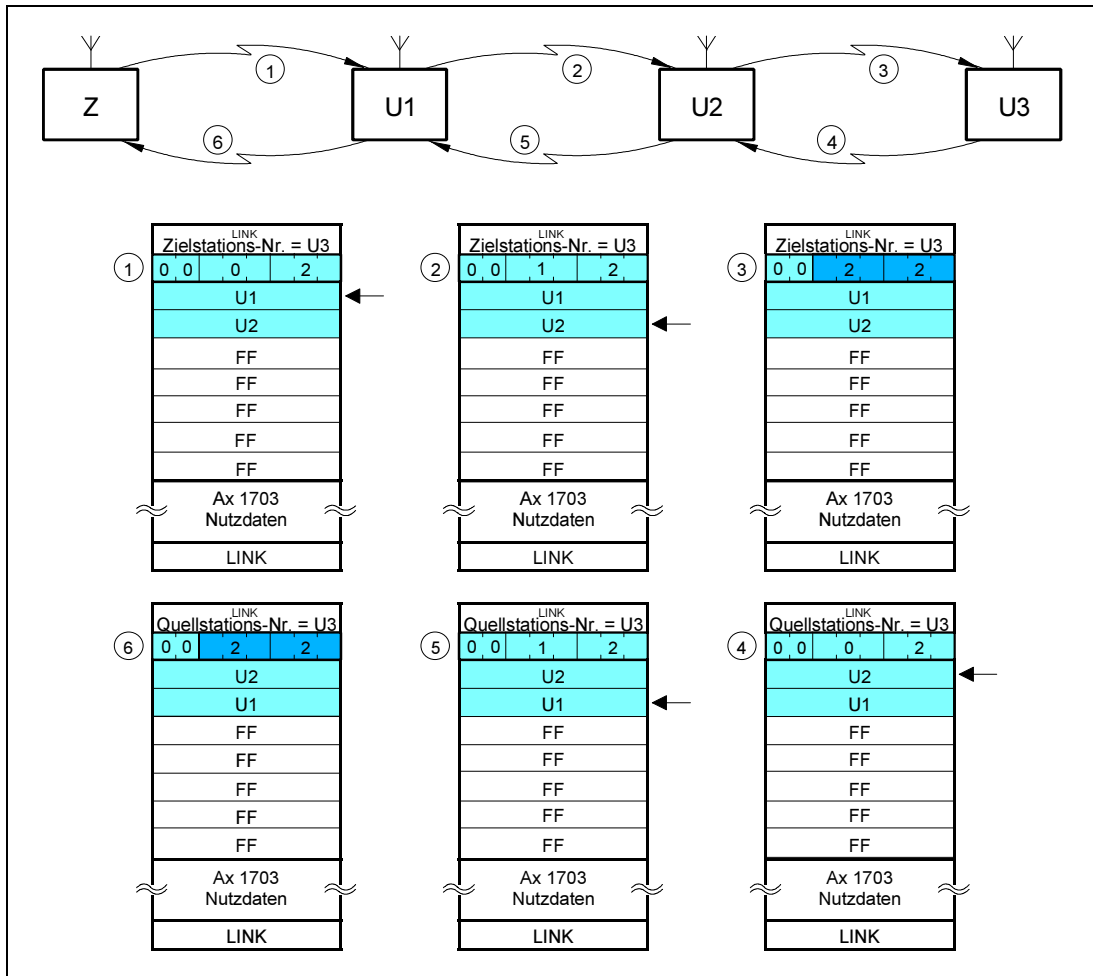 1
2
3
Z
U1
U2
U3
6
5
4
LINK
Zielstations-Nr. = U3
1
0 0 0 2
U1
U2
FF
FF
FF
FF
FF
Ax 1703
Nutzdaten
LINK
LINK
Zielstations-Nr. = U3
2
0 0 1 2
U1
U2
FF
FF
FF
FF
FF
Ax 1703
Nutzdaten
LINK
LINK
Zielstations-Nr. = U3
3
0 0 2 2
U1
U2
FF
FF
FF
FF
FF
Ax 1703
Nutzdaten
LINK
LINK
Quellstations-Nr. = U3
6
0 0 2 2
U2
U1
FF
FF
FF
FF
FF
Ax 1703
Nutzdaten
LINK
LINK
Quellstations-Nr. = U3
5
0 0 1 2
U2
U1
FF
FF
FF
FF
FF
Ax 1703
Nutzdaten
LINK
LINK
Quellstations-Nr. = U3
4
0 0 0 2
U2
U1
FF
FF
FF
FF
FF
Ax 1703
Nutzdaten
LINK